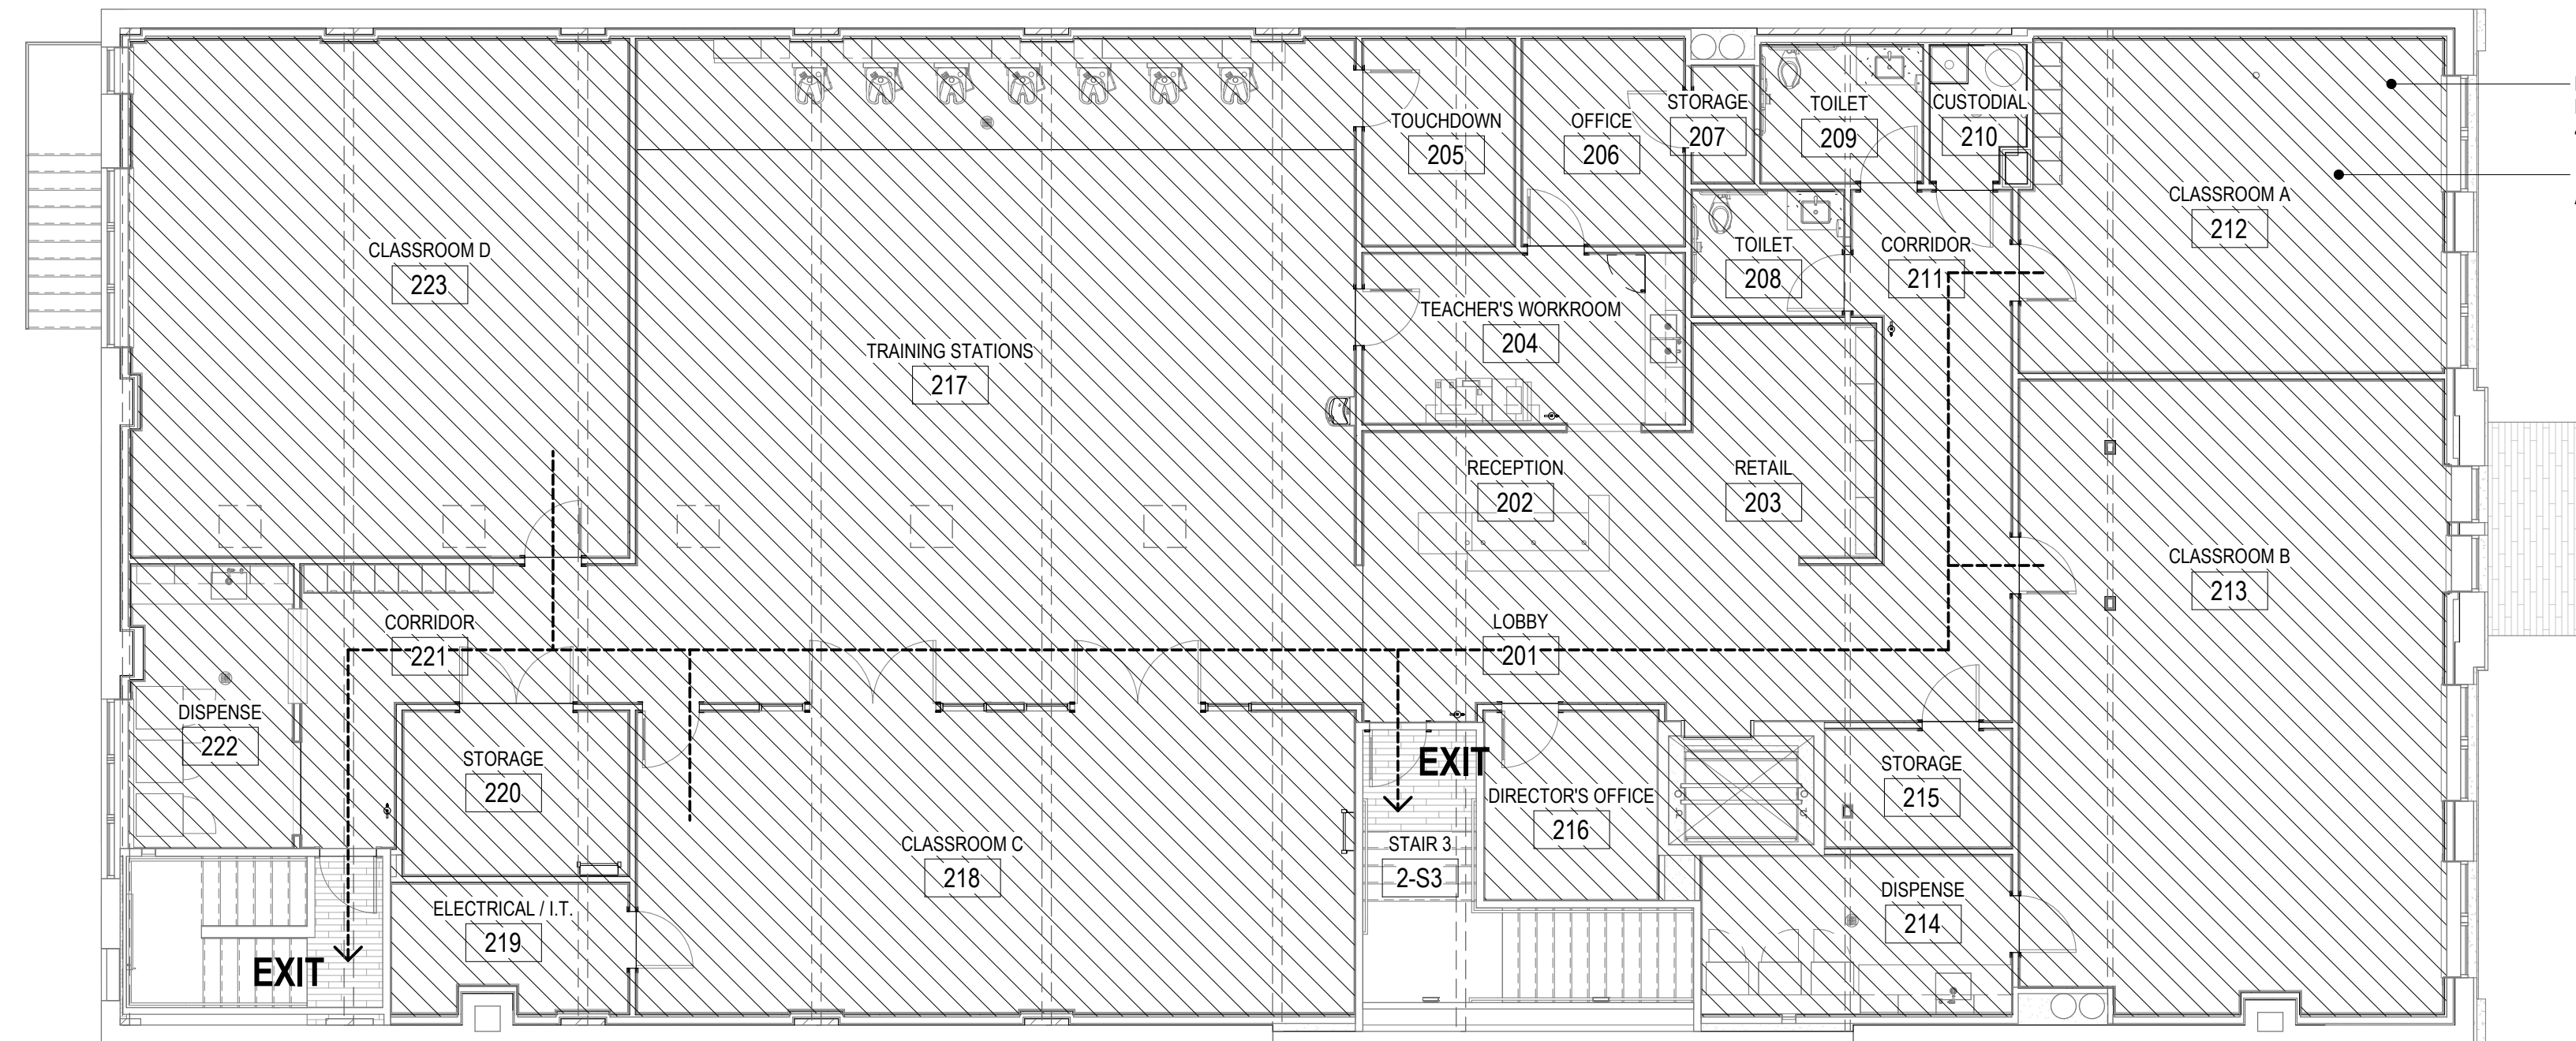 STORAGE
207
TOILET
209
CUSTODIAL
210
TOUCHDOWN
205
OFFICE
206
CLASSROOM A
212
CLASSROOM D
223
TOILET
208
CORRIDOR
211
TEACHER'S WORKROOM
204
TRAINING STATIONS
217
RECEPTION
202
RETAIL
203
CLASSROOM B
213
CORRIDOR
221
LOBBY
201
DISPENSE
222
STORAGE
220
EXIT
DIRECTOR'S OFFICE
216
STORAGE
215
CLASSROOM C
218
STAIR 3
2-S3
DISPENSE
214
ELECTRICAL / I.T.
219
EXIT